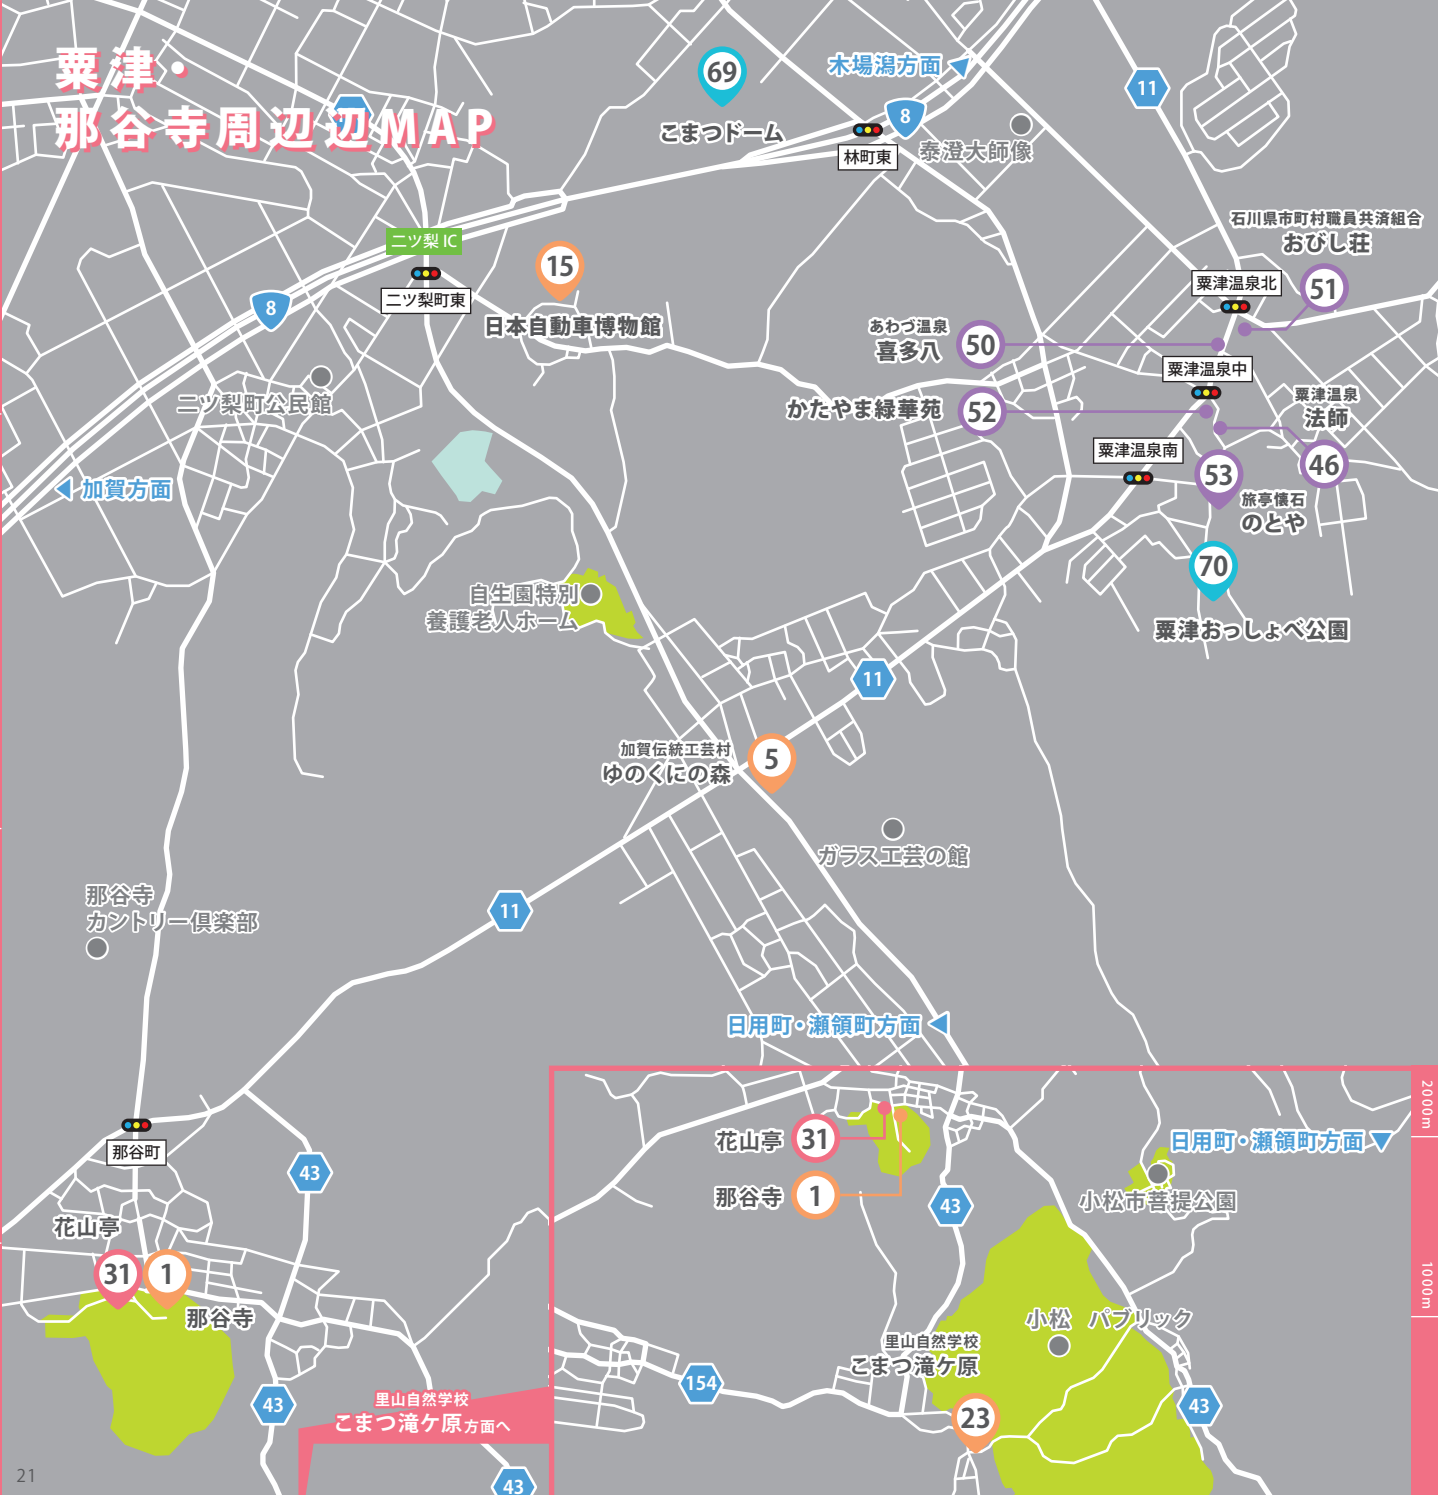 粟津・
那谷寺周辺辺MAP
69
こまつドーム
木場潟方面
8
林町東
泰澄大師像
11
石川県市町村職員共済組合
おびし荘
51
粟津温泉北
二ツ梨 IC
二ツ梨町東
15
日本自動車博物館
8
あわづ温泉
喜多八
50
粟津温泉中
かたやま緑華苑
52
粟津温泉
法師
46
二ツ梨町公民館
粟津温泉南
53
旅亭懐石
のとや
加賀方面
70
粟津おっしょべ公園
自生園特別
養護老人ホーム
11
加賀伝統工芸村
ゆのくにの森
5
ガラス工芸の館
那谷寺
カントリー倶楽部
11
日用町・瀬領町方面
那谷町
43
花山亭
31
1
那谷寺
43
里山自然学校
こまつ滝ケ原方面へ
43
花山亭
31
那谷寺
1
43
日用町・瀬領町方面
小松市菩提公園
小松 パブリック
里山自然学校
こまつ滝ケ原
23
154
43
2000m
1000m
21